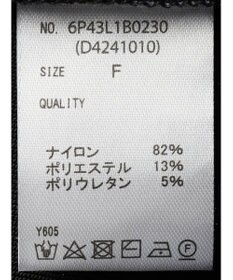 NO. 6P43L1B0230
(D4241010)
SIZE F
QUALITY
ナイロン 82%
ポリエステル 13%
ポリウレタン 5%
Y605
F